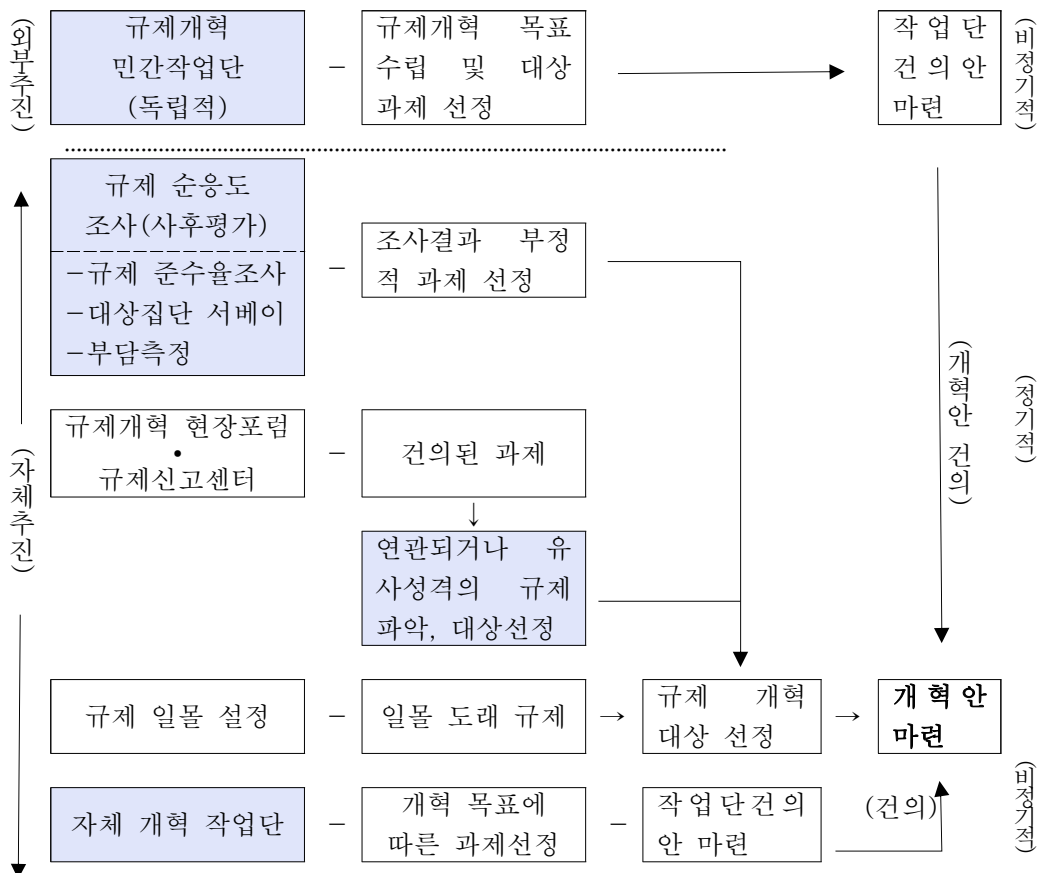 (외부추진)
규제개혁
민간작업단
(독립적)
–
규제개혁 목표
수립 및 대상
과제 선정
작업단
건의안
마련
(비정기적)
규제 순응도
조사(사후평가)
-규제 준수율조사
-대상집단 서베이
-부담측정
–
조사결과 부정
적 과제 선정
(개혁안 건의)
(정기적)
(자체추진)
규제개혁 현장포럼
•
규제신고센터
–
건의된 과제
↓
연관되거나 유
사성격의 규제
파악, 대상선정
규제 일몰 설정
–
일몰 도래 규제
→
규제 개혁
대상 선정
→
개혁안
마련
자체 개혁 작업단
–
개혁 목표에
따른 과제선정
–
작업단건의
안 마련
(건의)
(비정기적)